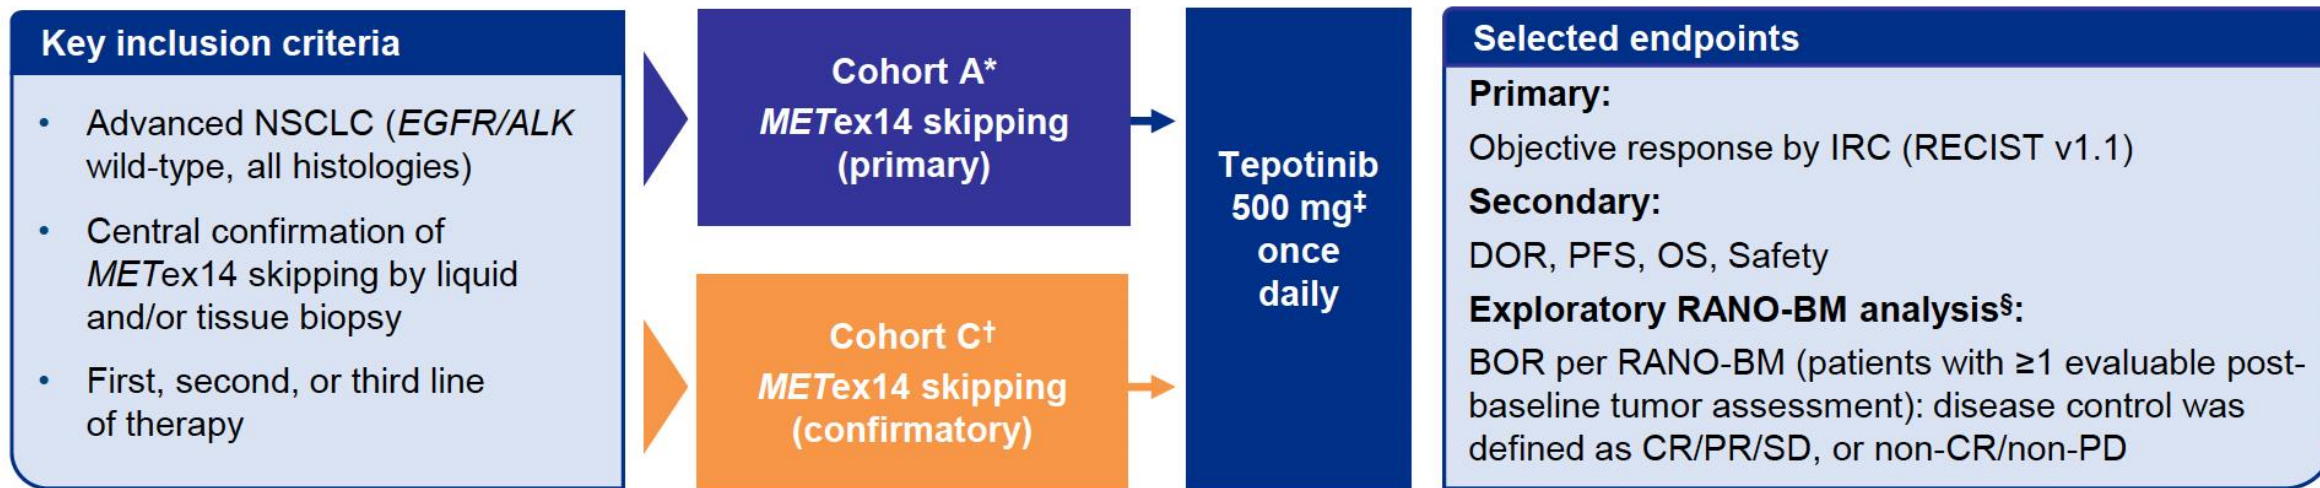 Key inclusion criteria
• Advanced NSCLC (EGFR/ALK
wild-type, all histologies)
• Central confirmation of
METex14 skipping by liquid
and/or tissue biopsy
• First, second, or third line
of therapy
Cohort A*
METex14 skipping
(primary)
Cohort C†
METex14 skipping
(confirmatory)
Tepotinib
500 mg‡
once
daily
Selected endpoints
Primary:
Objective response by IRC (RECIST v1.1)
Secondary:
DOR, PFS, OS, Safety
Exploratory RANO-BM analysis§:
BOR per RANO-BM (patients with ≥1 evaluable post-
baseline tumor assessment): disease control was
defined as CR/PR/SD, or non-CR/non-PD